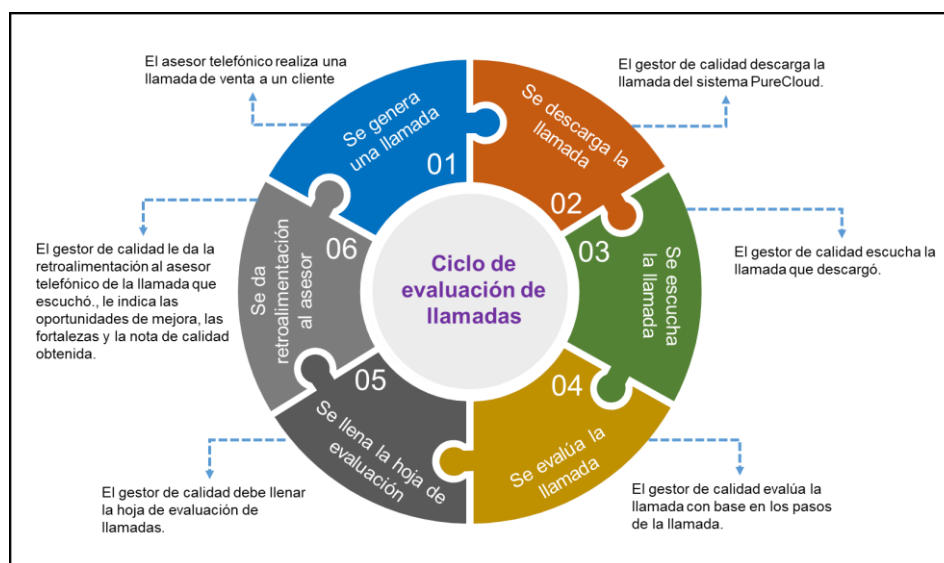 El asesor telefónico realiza una
llamada de venta a un cliente
El gestor de calidad descarga la
llamada del sistema PureCloud.
Se genera
una llamada
01
Se descarga la
llamada
02
03
Se escucha
la llamada
El gestor de calidad escucha la
llamada que descargó.
04
Se evalúa la
llamada
El gestor de calidad evalúa la
llamada con base en los pasos
de la llamada.
05
Se llena la hoja de
evaluación
El gestor de calidad debe llenar
la hoja de evaluación de
llamadas.
06
Se da
retroalimentación
al asesor
El gestor de calidad le da la
retroalimentación al asesor
telefónico de la llamada que
escuchó., le indica las
oportunidades de mejora, las
fortalezas y la nota de calidad
obtenida.
Ciclo de
evaluación de
llamadas